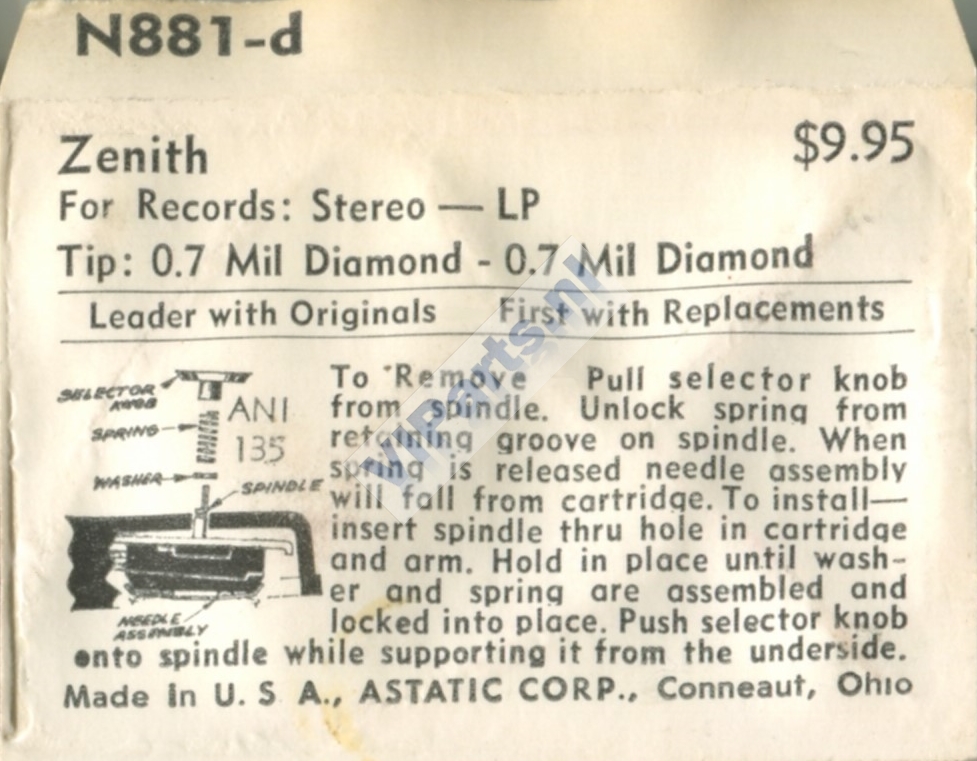 N881-d
Zenith
$9.95
For Records: Stereo — LP
Tip: 0.7 Mil Diamond - 0.7 Mil Diamond
Leader with Originals First with Replacements
SELECTOR
KNOB
SPRING
WASHER
SPINDLE
NEEDLE
ASSEMBLY
ANI
135
To Remove Pull selector knob
from spindle. Unlock spring from
retaining groove on spindle. When
spring is released needle assembly
will fall from cartridge. To install—
insert spindle thru hole in cartridge
and arm. Hold in place until wash-
er and spring are assembled and
locked into place. Push selector knob
onto spindle while supporting it from the underside.
Made in U. S A., ASTATIC CORP., Conneaut, Ohio
VIParts.nl